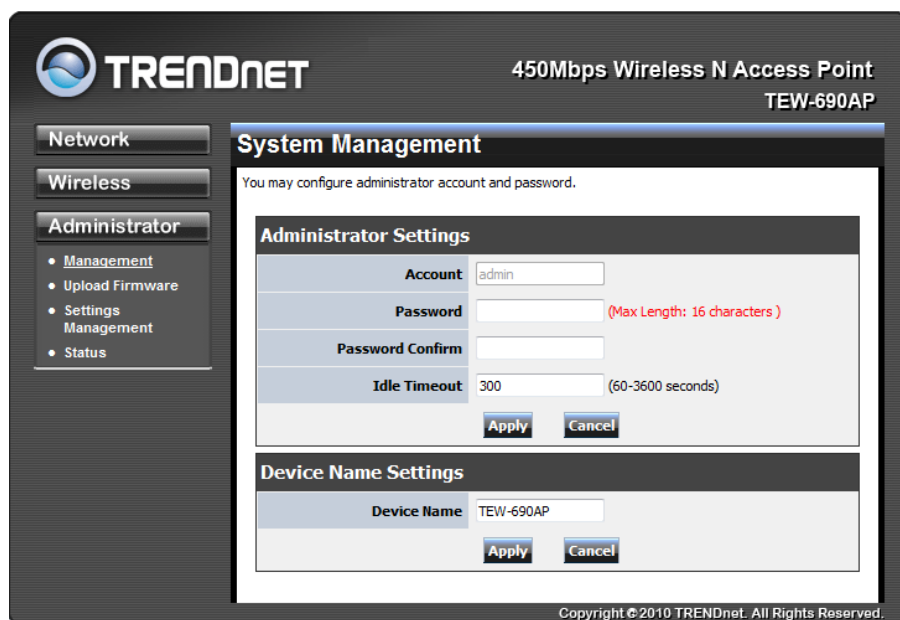 TRENDNET
450Mbps Wireless N Access Point
TEW-690AP
Network
Wireless
Administrator
Management
Upload Firmware
Settings
Management
Status
System Management
You may configure administrator account and password.
Administrator Settings
Account admin
Password (Max Length: 16 characters )
Password Confirm
Idle Timeout 300 (60-3600 seconds)
Apply Cancel
Device Name Settings
Device Name TEW-690AP
Apply Cancel
Copyright © 2010 TRENDnet. All Rights Reserved.